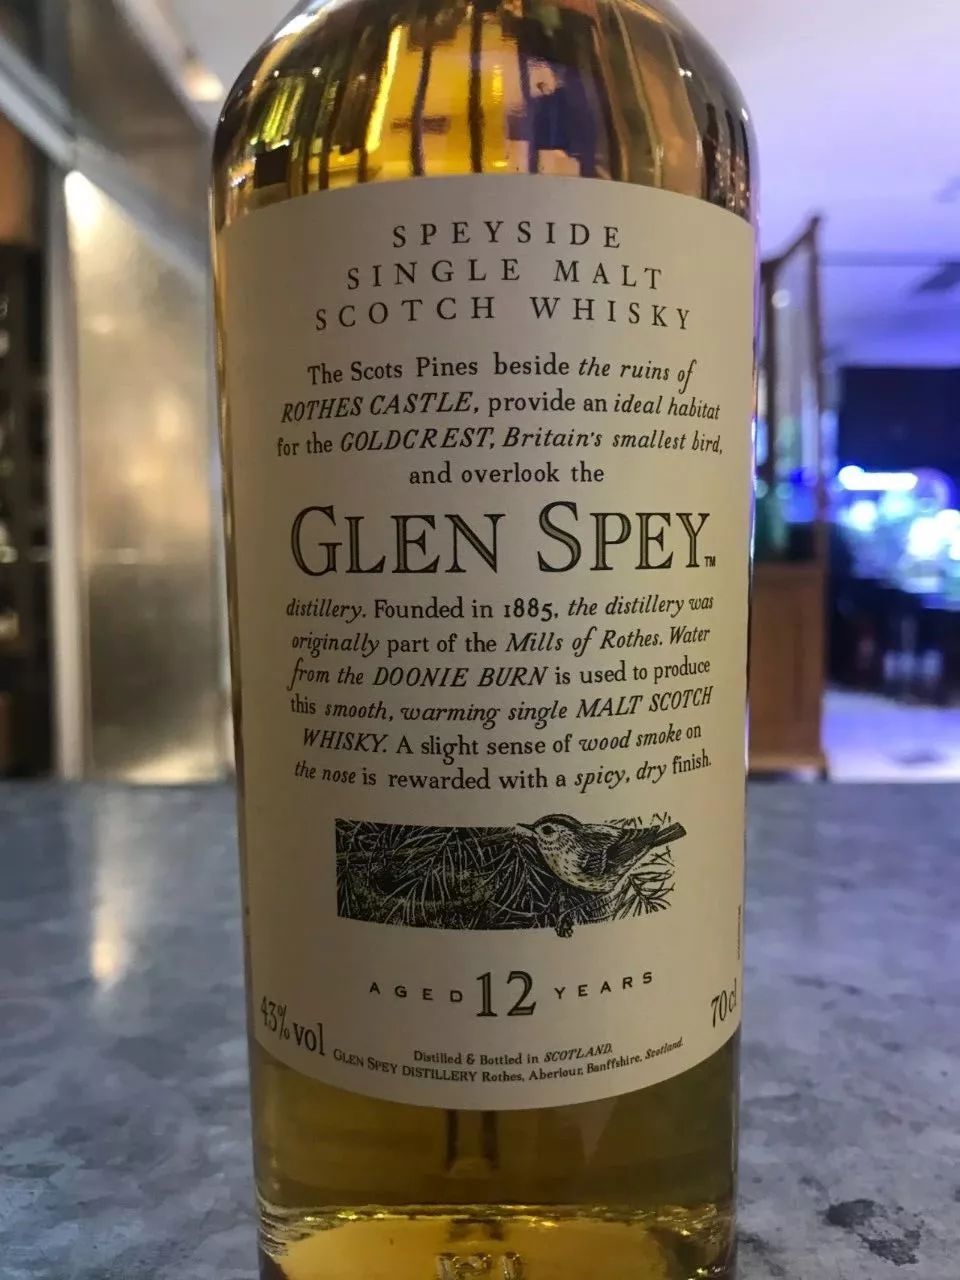 SPEYSIDE
SINGLE MALT
SCOTCH WHISKY
The Scots Pines beside the ruins of
ROTHES CASTLE, provide an ideal habitat
for the GOLDCREST, Britain's smallest bird,
and overlook the
GLEN SPEY™
distillery. Founded in 1885, the distillery was
originally part of the Mills of Rothes. Water
from the DOONIE BURN is used to produce
this smooth, warming single MALT SCOTCH
WHISKY. A slight sense of wood smoke on
the nose is rewarded with a spicy, dry finish.
AGED 12 YEARS
43% vol
70cl
Distilled & Bottled in SCOTLAND.
GLEN SPEY DISTILLERY Rothes, Aberlour, Banffshire, Scotland.